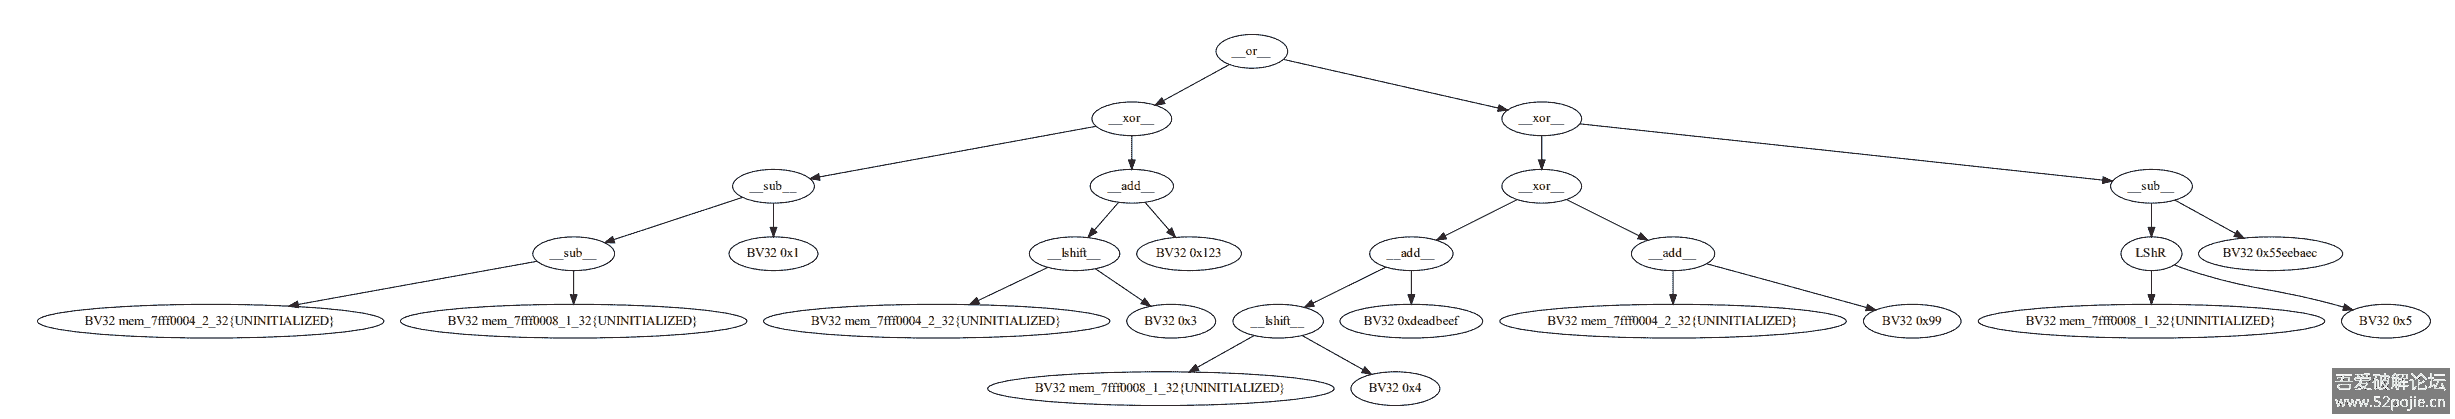 __or__
__xor__
__xor__
__sub__
__add__
__xor__
__sub__
__sub__
BV32 0x1
__lshift__
BV32 0x123
__add__
__add__
LShR
BV32 0x55eebaec
BV32 mem_7fff0004_2_32{UNINITIALIZED}
BV32 mem_7fff0008_1_32{UNINITIALIZED}
BV32 mem_7fff0004_2_32{UNINITIALIZED}
BV32 0x3
__lshift__
BV32 0xdeadbeef
BV32 mem_7fff0004_2_32{UNINITIALIZED}
BV32 0x99
BV32 mem_7fff0008_1_32{UNINITIALIZED}
BV32 0x5
BV32 mem_7fff0008_1_32{UNINITIALIZED}
BV32 0x4
吾爱破解论坛
www.52pojie.cn